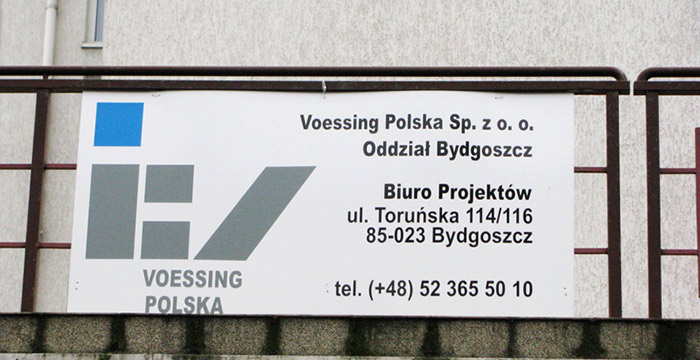 Voessing Polska Sp. z o. o.
Oddział Bydgoszcz
Biuro Projektów
ul. Toruńska 114/116
85-023 Bydgoszcz
tel. (+48) 52 365 50 10
VOESSING
POLSKA